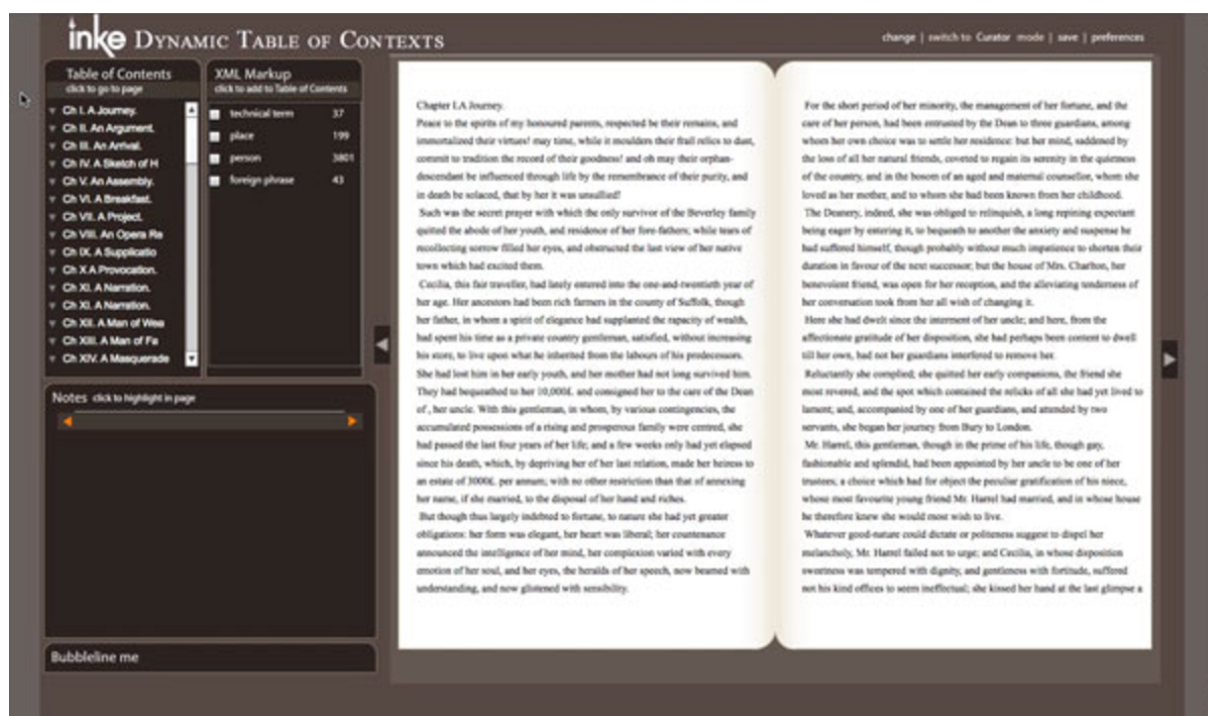 inke DYNAMIC TABLE OF CONTEXTS
change | switch to Curator mode | save | preferences
Table of Contents
click to go to page
Ch I. A Journey.
Ch II. An Argument.
Ch III. An Arrival.
Ch IV. A Sketch of H
Ch V. An Assembly.
Ch VI. A Breakfast.
Ch VII. A Project.
Ch VIII. An Opera Re
Ch IX. A Supplicatio
Ch X.A Provocation.
Ch XI. A Narration.
Ch XI. A Narration.
Ch XII. A Man of Wea
Ch XIII. A Man of Fa
Ch XIV. A Masquerade
XML Markup
click to add to Table of Contents
technical term 37
place 199
person 3801
foreign phrase 43
Notes click to highlight in page
Bubbleline me
Chapter I.A Journey.
Peace to the spirits of my honoured parents, respected be their remains, and
immortalized their virtues! may time, while it moulders their frail relics to dust,
commit to tradition the record of their goodness! and oh may their orphan-
descendant be influenced through life by the remembrance of their purity, and
in death be solaced, that by her it was unsullied!
Such was the secret prayer with which the only survivor of the Beverley family
quitted the abode of her youth, and residence of her fore-fathers; while tears of
recollecting sorrow filled her eyes, and obstructed the last view of her native
town which had excited them.
Cecilia, this fair traveller, had lately entered into the one-and-twentieth year of
her age. Her ancestors had been rich farmers in the county of Suffolk, though
her father, in whom a spirit of elegance had supplanted the rapacity of wealth,
had spent his time as a private country gentleman, satisfied, without increasing
his store, to live upon what he inherited from the labours of his predecessors.
She had lost him in her early youth, and her mother had not long survived him.
They had bequeathed to her 10,000£. and consigned her to the care of the Dean
of , her uncle. With this gentleman, in whom, by various contingencies, the
accumulated possessions of a rising and prosperous family were centred, she
had passed the last four years of her life; and a few weeks only had yet elapsed
since his death, which, by depriving her of her last relation, made her heiress to
an estate of 3000£. per annum; with no other restriction than that of annexing
her name, if she married, to the disposal of her hand and riches.
But though thus largely indebted to fortune, to nature she had yet greater
obligations: her form was elegant, her heart was liberal; her countenance
announced the intelligence of her mind, her complexion varied with every
emotion of her soul, and her eyes, the heralds of her speech, now beamed with
understanding, and now glistened with sensibility.
For the short period of her minority, the management of her fortune, and the
care of her person, had been entrusted by the Dean to three guardians, among
whom her own choice was to settle her residence: but her mind, saddened by
the loss of all her natural friends, coveted to regain its serenity in the quietness
of the country, and in the bosom of an aged and maternal counsellor, whom she
loved as her mother, and to whom she had been known from her childhood.
The Deanery, indeed, she was obliged to relinquish, a long repining expectant
being eager by entering it, to bequeath to another the anxiety and suspense he
had suffered himself, though probably without much impatience to shorten their
duration in favour of the next successor; but the house of Mrs. Charlton, her
benevolent friend, was open for her reception, and the alleviating tenderness of
her conversation took from her all wish of changing it.
Here she had dwelt since the interment of her uncle; and here, from the
affectionate gratitude of her disposition, she had perhaps been content to dwell
till her own, had not her guardians interfered to remove her.
Reluctantly she complied; she quitted her early companions, the friend she
most revered, and the spot which contained the relicks of all she had yet lived to
lament; and, accompanied by one of her guardians, and attended by two
servants, she began her journey from Bury to London.
Mr. Harrel, this gentleman, though in the prime of his life, though gay,
fashionable and splendid, had been appointed by her uncle to be one of her
trustees; a choice which had for object the peculiar gratification of his niece,
whose most favourite young friend Mr. Harrel had married, and in whose house
he therefore knew she would most wish to live.
Whatever good-nature could dictate or politeness suggest to dispel her
melancholy, Mr. Harrel failed not to urge; and Cecilia, in whose disposition
sweetness was tempered with dignity, and gentleness with fortitude, suffered
not his kind offices to seem ineffectual; she kissed her hand at the last glimpse a